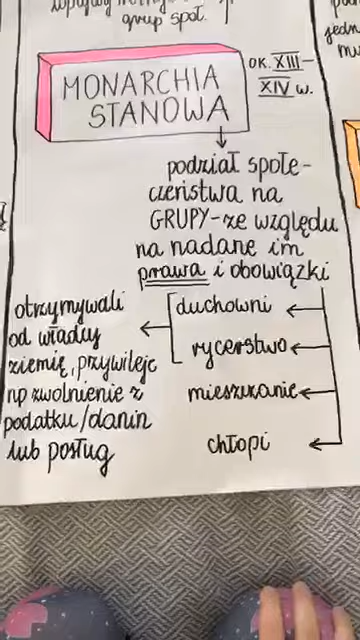 grup społ.
MONARCHIA
STANOWA
OK. XIII-
XIV w.
podział społe-
czeństwa na
GRUPY-ze względu
na nadane im
prawa i obowiązki
otrzymywali
od władcy
ziemię, przywileje
np zwolnienie z
podatku/danin
lub posług
duchowni
rycerstwo
mieszkanie
chłopi